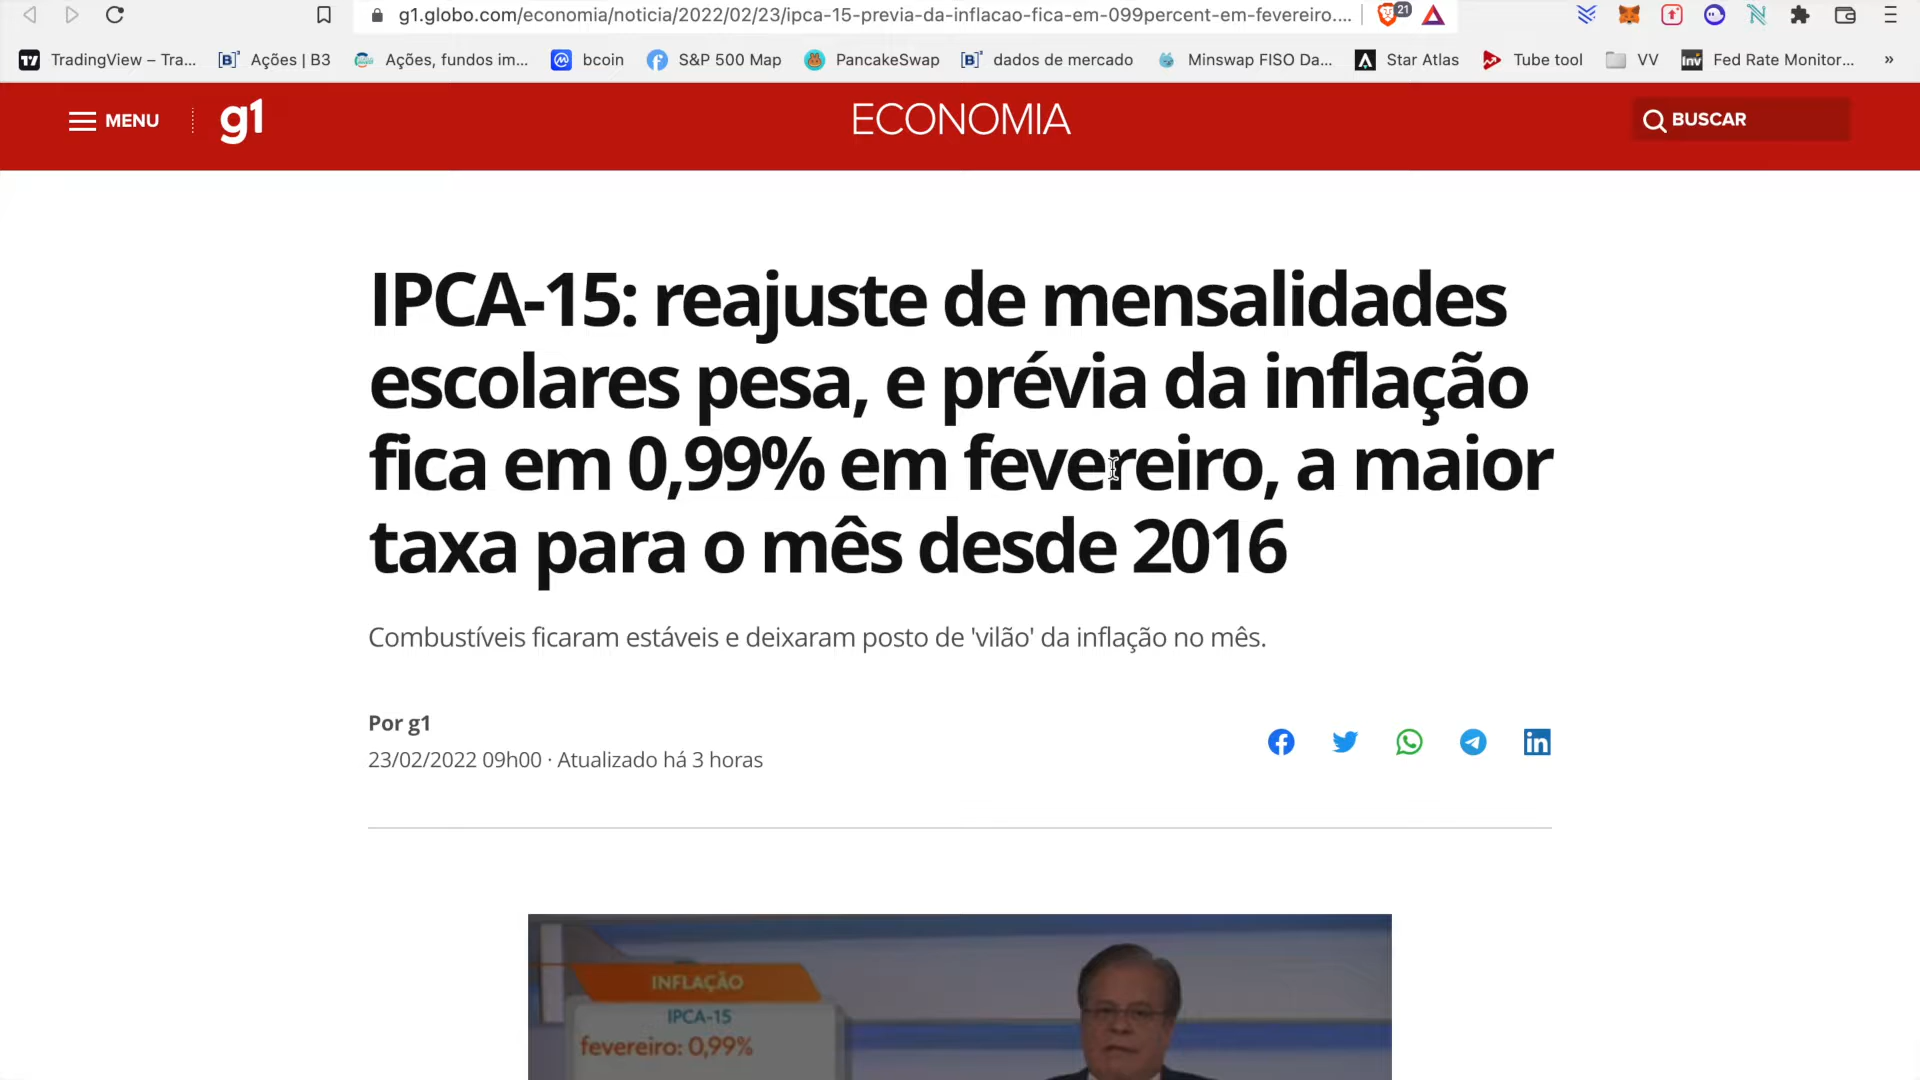 g1.globo.com/economia/noticia/2022/02/23/ipca-15-previa-da-inflacao-fica-em-099percent-em-fevereiro....
21
TradingView – Tra...
Ações | B3
Ações, fundos im...
bcoin
S&P 500 Map
PancakeSwap
dados de mercado
Minswap FISO Da...
Star Atlas
Tube tool
VV
Fed Rate Monitor...
»
MENU
g1
ECONOMIA
BUSCAR
IPCA-15: reajuste de mensalidades
escolares pesa, e prévia da inflação
fica em 0,99% em fevereiro, a maior
taxa para o mês desde 2016
Combustíveis ficaram estáveis e deixaram posto de 'vilão' da inflação no mês.
Por g1
23/02/2022 09h00 · Atualizado há 3 horas
INFLAÇÃO
IPCA-15
fevereiro: 0,99%